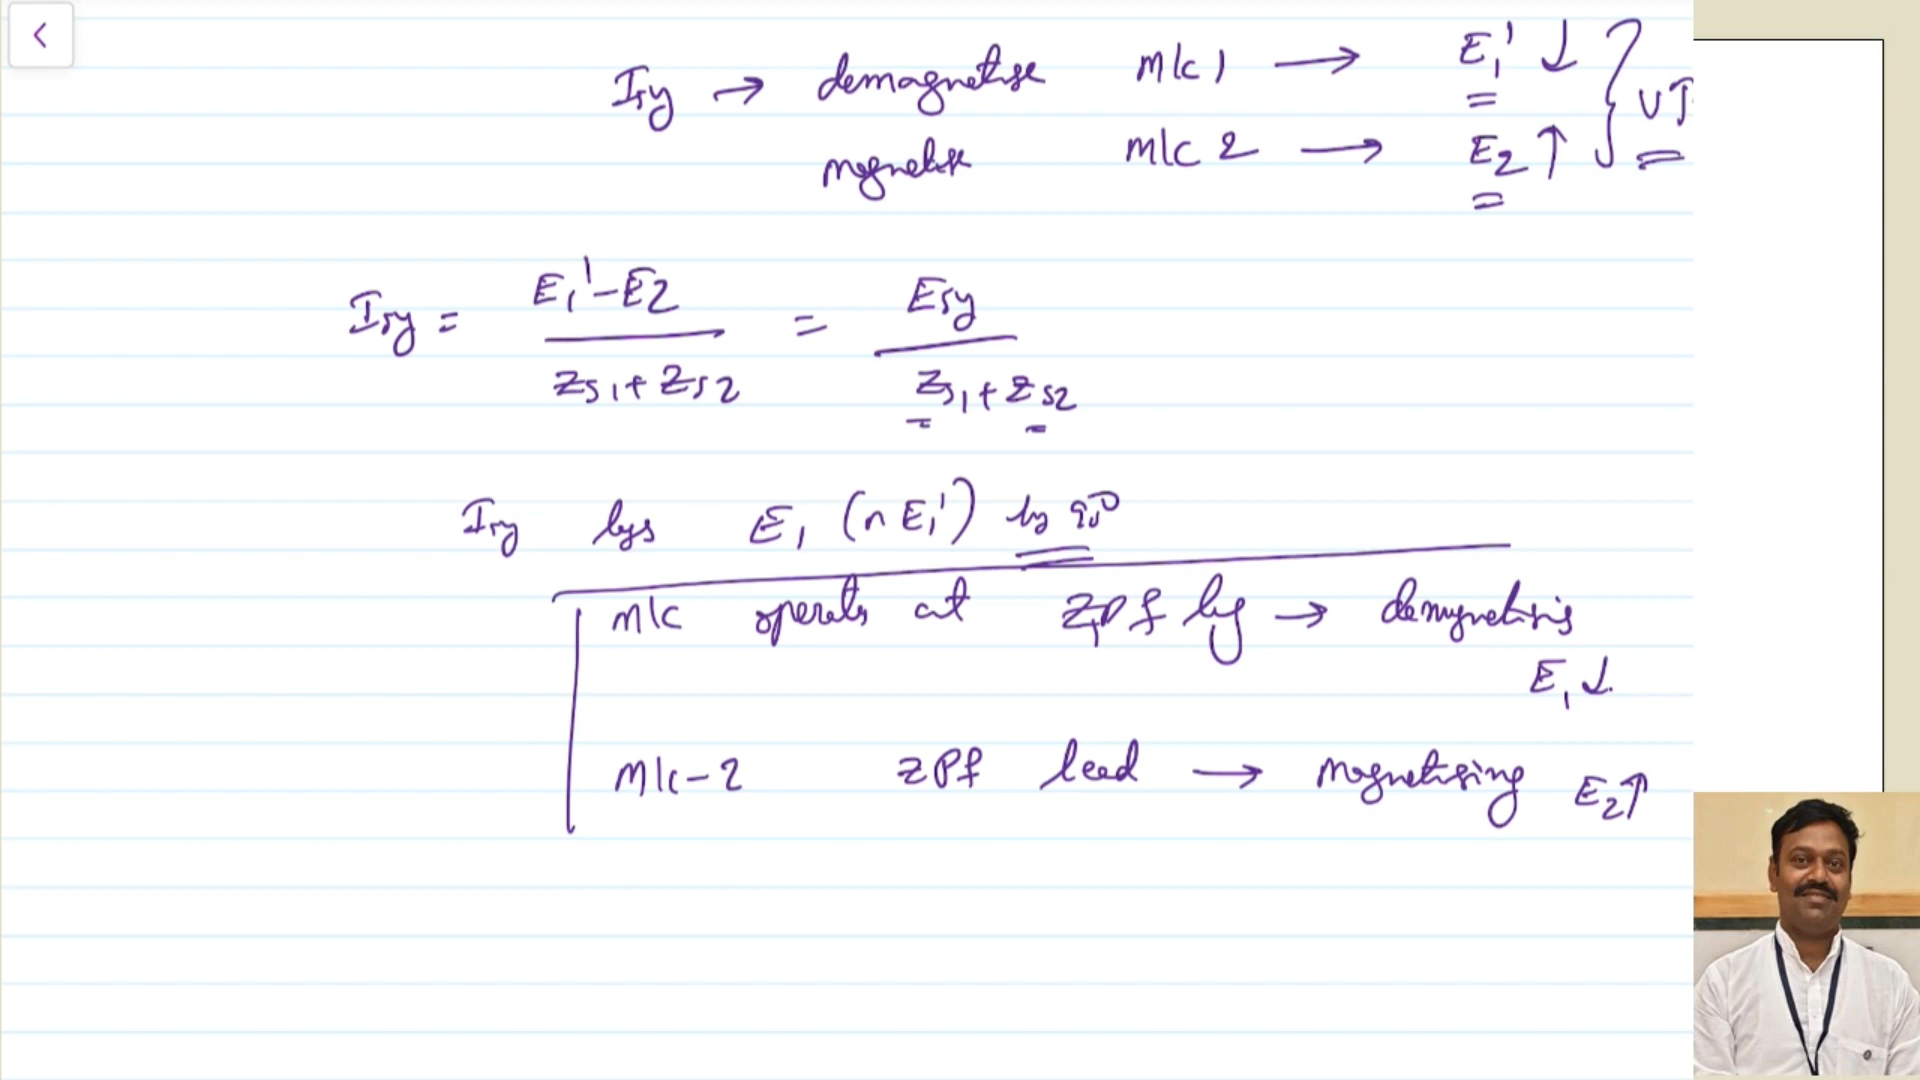 Isy → demagnetise m/c 1 → E1' ↓
magnetise m/c 2 → E2 ↑ } V↑
Isy = (E1' - E2) / (Zs1 + Zs2) = Esy / (Zs1 + Zs2)
Isy lags E1 (n E1') by 90°
m/c operates at ZPf lag → demagnetising
E1 ↓
M/c-2 ZPf lead → magnetising E2↑